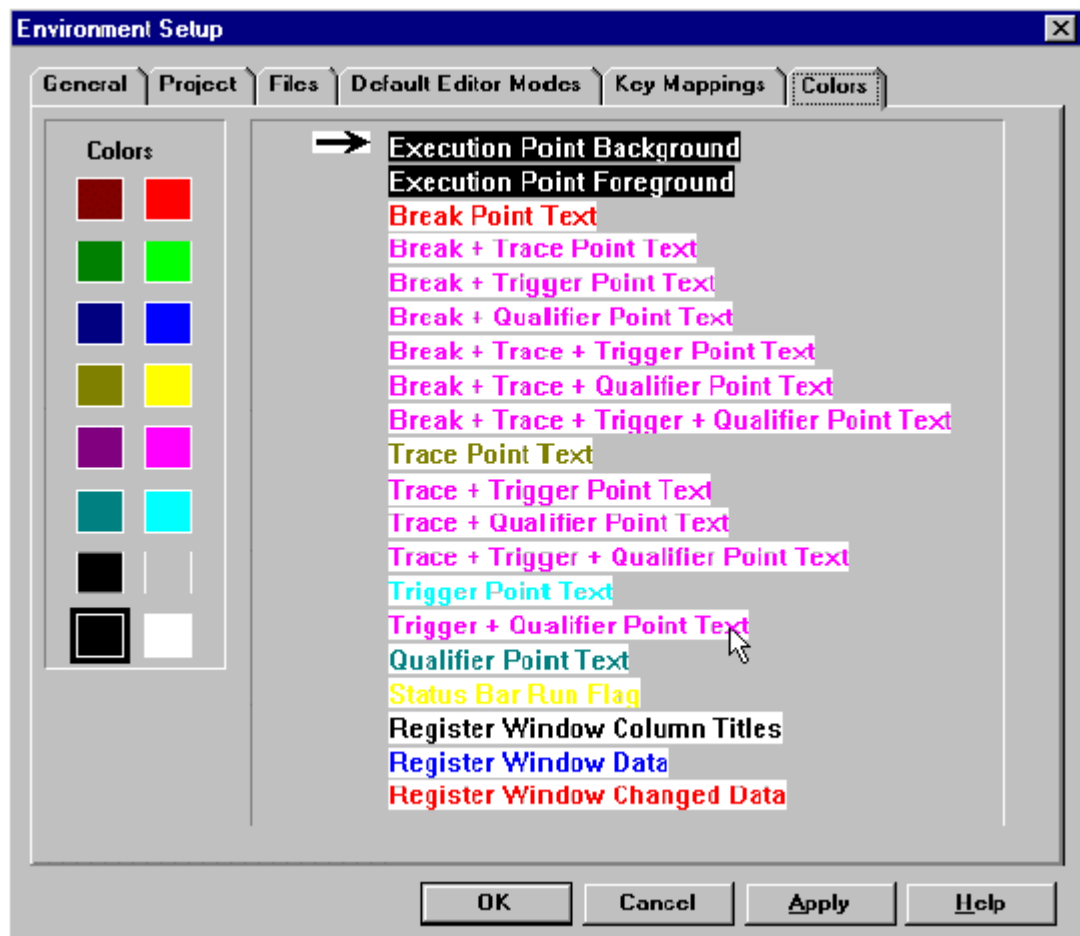 Environment Setup
General Project Files Default Editor Modes Key Mappings Colors
Colors
Execution Point Background
Execution Point Foreground
Break Point Text
Break + Trace Point Text
Break + Trigger Point Text
Break + Qualifier Point Text
Break + Trace + Trigger Point Text
Break + Trace + Qualifier Point Text
Break + Trace + Trigger + Qualifier Point Text
Trace Point Text
Trace + Trigger Point Text
Trace + Qualifier Point Text
Trace + Trigger + Qualifier Point Text
Trigger Point Text
Trigger + Qualifier Point Text
Qualifier Point Text
Status Bar Run Flag
Register Window Column Titles
Register Window Data
Register Window Changed Data
OK Cancel Apply Help